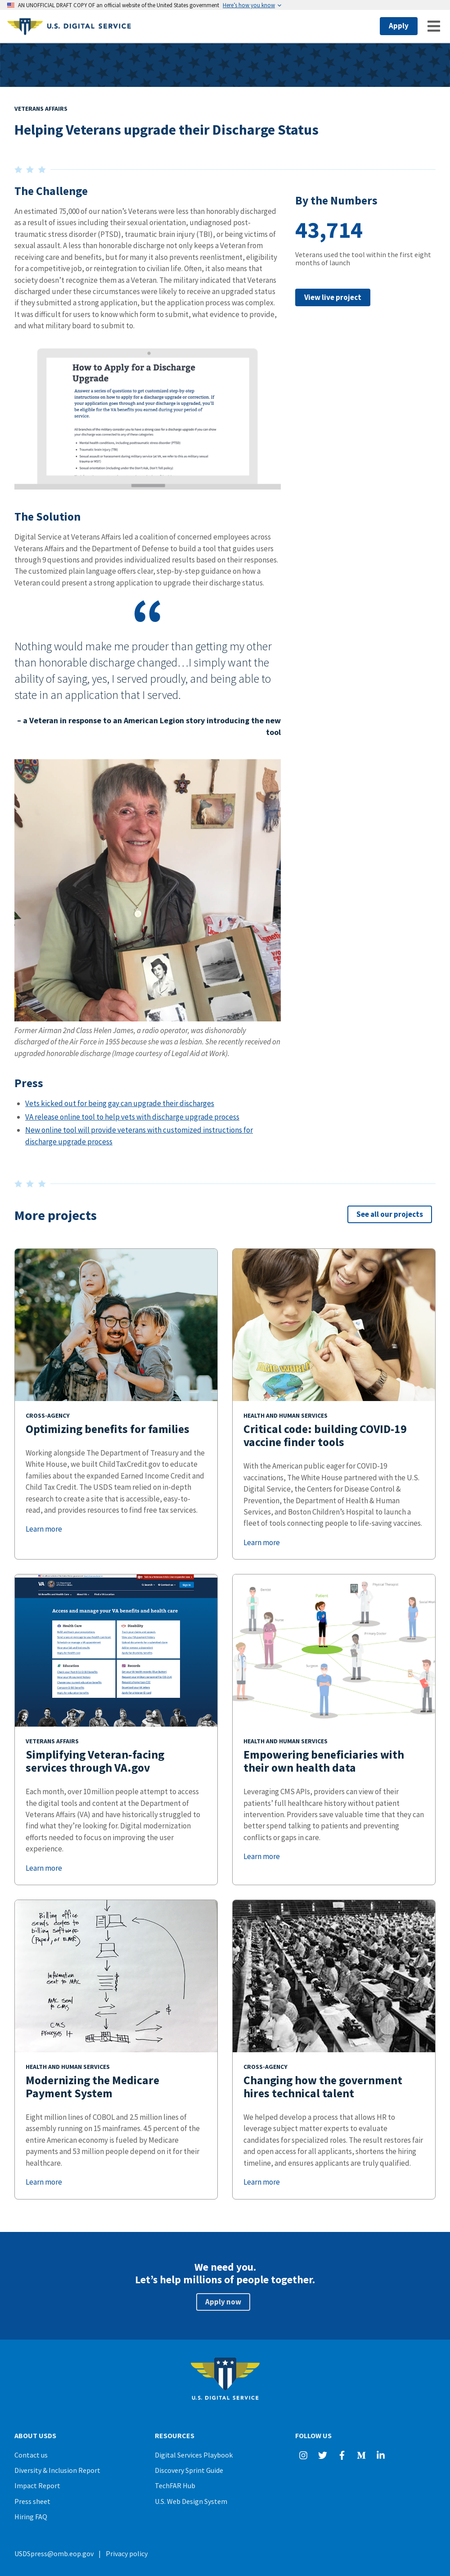 AN UNOFFICIAL DRAFT COPY OF an official website of the United States government Here's how you know
U.S. DIGITAL SERVICE
Apply
VETERANS AFFAIRS
Helping Veterans upgrade their Discharge Status
The Challenge
An estimated 75,000 of our nation's Veterans were less than honorably discharged
as a result of issues including their sexual orientation, undiagnosed post-
traumatic stress disorder (PTSD), traumatic brain injury (TBI), or being victims of
sexual assault. A less than honorable discharge not only keeps a Veteran from
receiving care and benefits, but for many it also prevents reenlistment, eligibility
for a competitive job, or reintegration to civilian life. Often, it also means that
society doesn't recognize them as a Veteran. The military indicated that Veterans
discharged under these circumstances were likely to receive an upgraded status
if they submitted a strong application, but the application process was complex.
It was difficult for users to know which form to submit, what evidence to provide,
and what military board to submit to.
By the Numbers
43,714
Veterans used the tool within the first eight
months of launch
View live project
How to Apply for a Discharge
Upgrade
Answer a series of questions to get customized step-by-step
instructions on how to apply for a discharge upgrade or correction. If
your application goes through and your discharge is upgraded, you'll
be eligible for the VA benefits you earned during your period of
service.
The Solution
Digital Service at Veterans Affairs led a coalition of concerned employees across
Veterans Affairs and the Department of Defense to build a tool that guides users
through 9 questions and provides individualized results based on their responses.
The customized plain language offers clear, step-by-step guidance on how a
Veteran could present a strong application to upgrade their discharge status.
“
Nothing would make me prouder than getting my other
than honorable discharge changed…I simply want the
ability of saying, yes, I served proudly, and being able to
state in an application that I served.
– a Veteran in response to an American Legion story introducing the new
tool
Former Airman 2nd Class Helen James, a radio operator, was dishonorably
discharged of the Air Force in 1955 because she was a lesbian. She recently received on
upgraded honorable discharge (Image courtesy of Legal Aid at Work).
Press
Vets kicked out for being gay can upgrade their discharges
VA release online tool to help vets with discharge upgrade process
New online tool will provide veterans with customized instructions for
discharge upgrade process
More projects
See all our projects
CROSS-AGENCY
Optimizing benefits for families
Working alongside The Department of Treasury and the
White House, we built ChildTaxCredit.gov to educate
families about the expanded Earned Income Credit and
Child Tax Credit. The USDS team relied on in-depth
research to create a site that is accessible, easy-to-
read, and provides resources to find free tax services.
Learn more
HEALTH AND HUMAN SERVICES
Critical code: building COVID-19
vaccine finder tools
With the American public eager for COVID-19
vaccinations, The White House partnered with the U.S.
Digital Service, the Centers for Disease Control &
Prevention, the Department of Health & Human
Services, and Boston Children's Hospital to launch a
fleet of tools connecting people to life-saving vaccines.
Learn more
VA
Access and manage your VA benefits and health care
Health Care
Disability
Education
Records
VETERANS AFFAIRS
Simplifying Veteran-facing
services through VA.gov
Each month, over 10 million people attempt to access
the digital tools and content at the Department of
Veterans Affairs (VA) and have historically struggled to
find what they're looking for. Digital modernization
efforts needed to focus on improving the user
experience.
Learn more
Patient
HEALTH AND HUMAN SERVICES
Empowering beneficiaries with
their own health data
Leveraging CMS APIs, providers can view of their
patients' full healthcare history without patient
intervention. Providers save valuable time that they can
better spend talking to patients and preventing
conflicts or gaps in care.
Learn more
Billing office
sends claims to
billing software
Information
sent to MAC
MAC send
to CMS
CMS
PROCESSES IT
HEALTH AND HUMAN SERVICES
Modernizing the Medicare
Payment System
Eight million lines of COBOL and 2.5 million lines of
assembly running on 15 mainframes. 4.5 percent of the
entire American economy is fueled by Medicare
payments and 53 million people depend on it for their
healthcare.
Learn more
CROSS-AGENCY
Changing how the government
hires technical talent
We helped develop a process that allows HR to
leverage subject matter experts to evaluate
candidates for specialized roles. The result restores fair
and open access for all applicants, shortens the hiring
timeline, and ensures applicants are truly qualified.
Learn more
We need you.
Let's help millions of people together.
Apply now
U.S. DIGITAL SERVICE
ABOUT USDS
Contact us
Diversity & Inclusion Report
Impact Report
Press sheet
Hiring FAQ
RESOURCES
Digital Services Playbook
Discovery Sprint Guide
TechFAR Hub
U.S. Web Design System
FOLLOW US
USDSpress@omb.eop.gov | Privacy policy